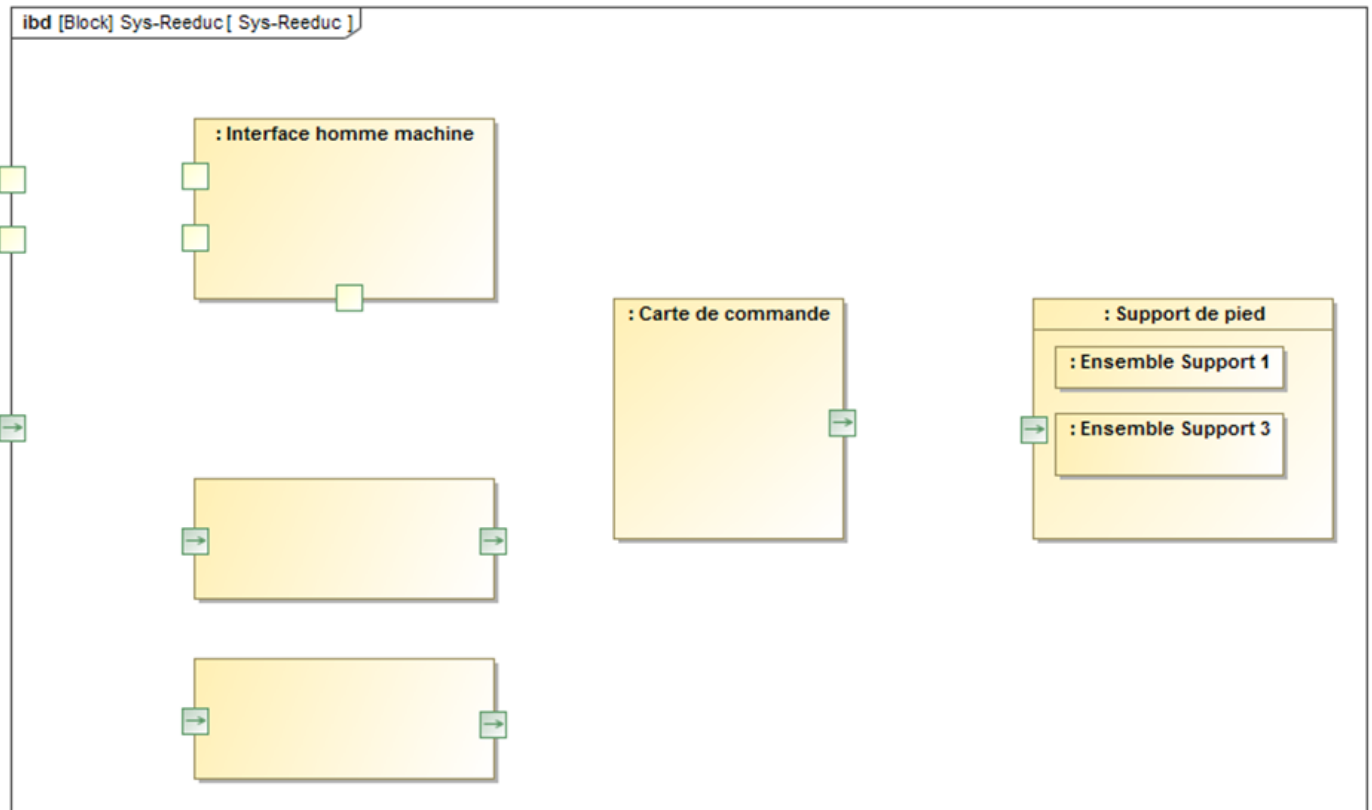 ibd [Block] Sys-Reeduc[ Sys-Reeduc ]
: Interface homme machine
: Carte de commande
: Support de pied
: Ensemble Support 1
: Ensemble Support 3